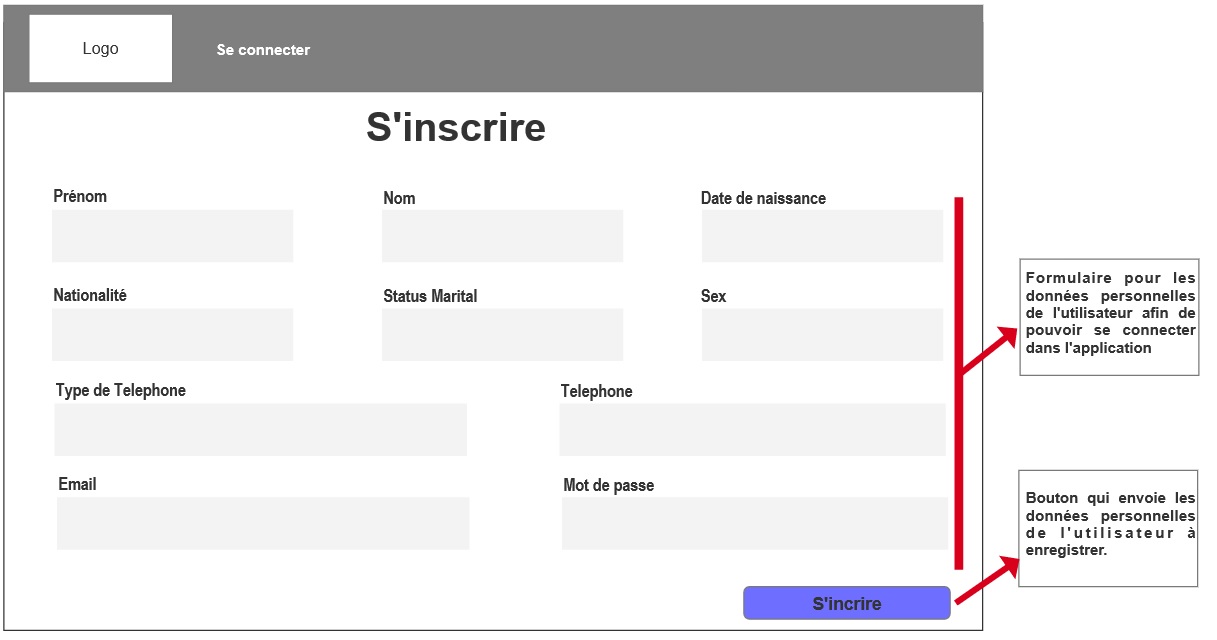 Logo
Se connecter
S'inscrire
Prénom
Nom
Date de naissance
Nationalité
Status Marital
Sex
Type de Telephone
Telephone
Email
Mot de passe
S'incrire
Formulaire pour les
données personnelles
de l'utilisateur afin de
pouvoir se connecter
dans l'application
Bouton qui envoie les
données personnelles
de l'utilisateur à
enregistrer.